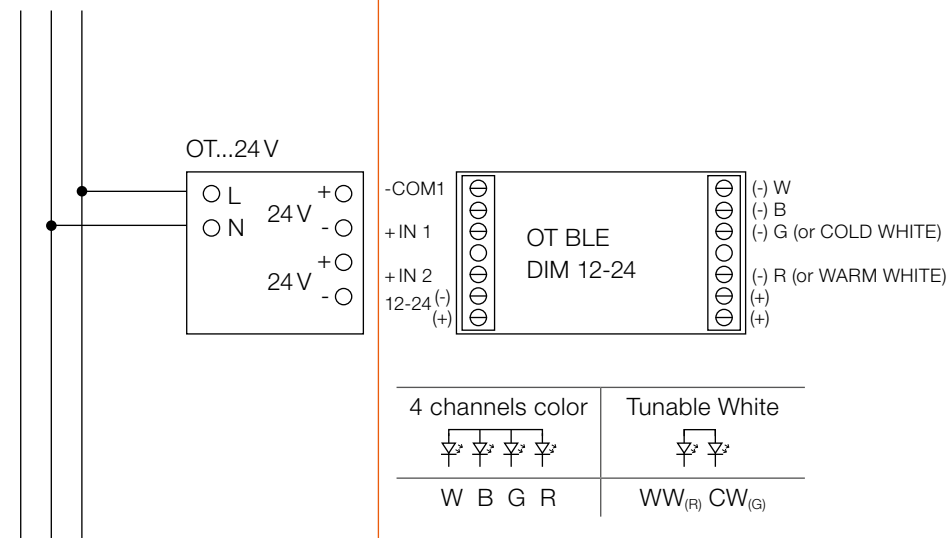 OT...24 V
L
N
24 V
+
-
24 V
+
-
-COM1
+ IN 1
+ IN 2
12-24 (-)
(+)
OT BLE
DIM 12-24
(-) W
(-) B
(-) G (or COLD WHITE)
(-) R (or WARM WHITE)
(+)
(+)
4 channels color
Tunable White
W B G R
WW(R) CW(G)